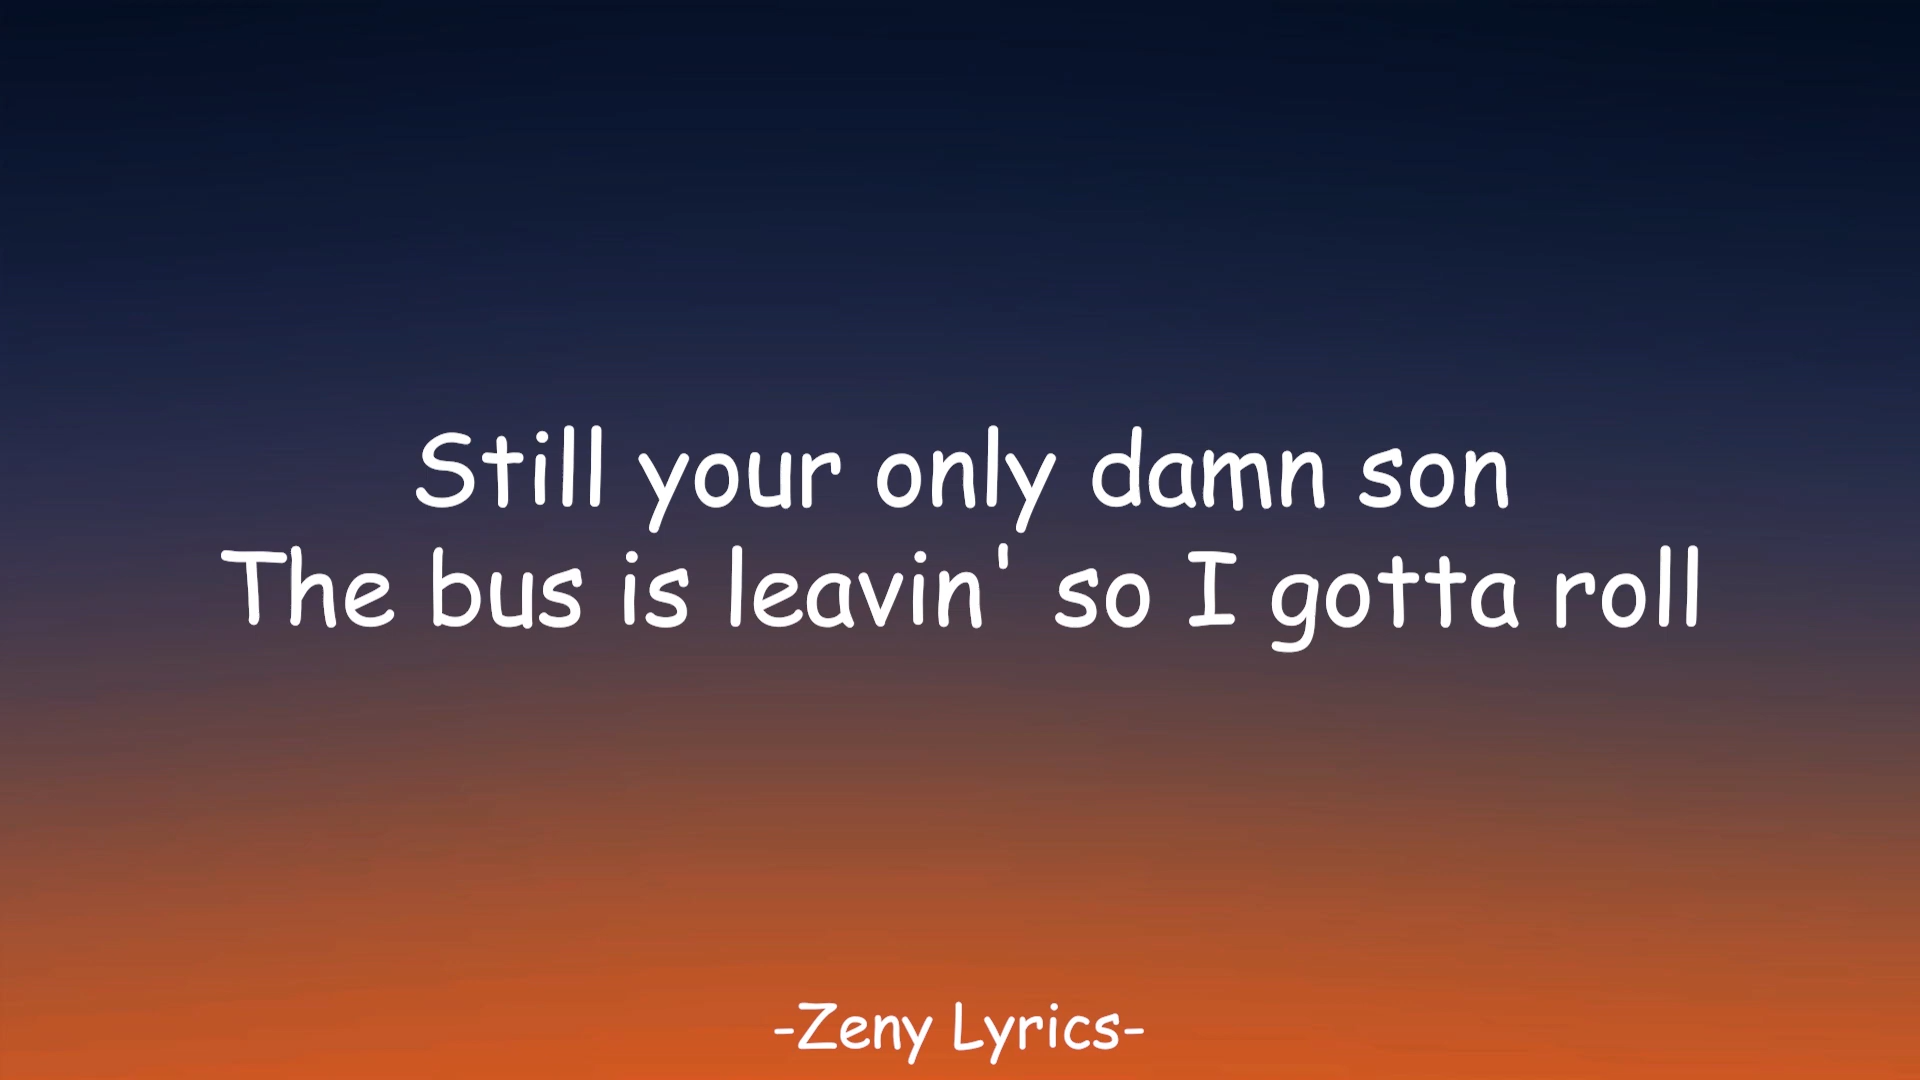 Still your only damn son
The bus is leavin' so I gotta roll
-Zeny Lyrics-